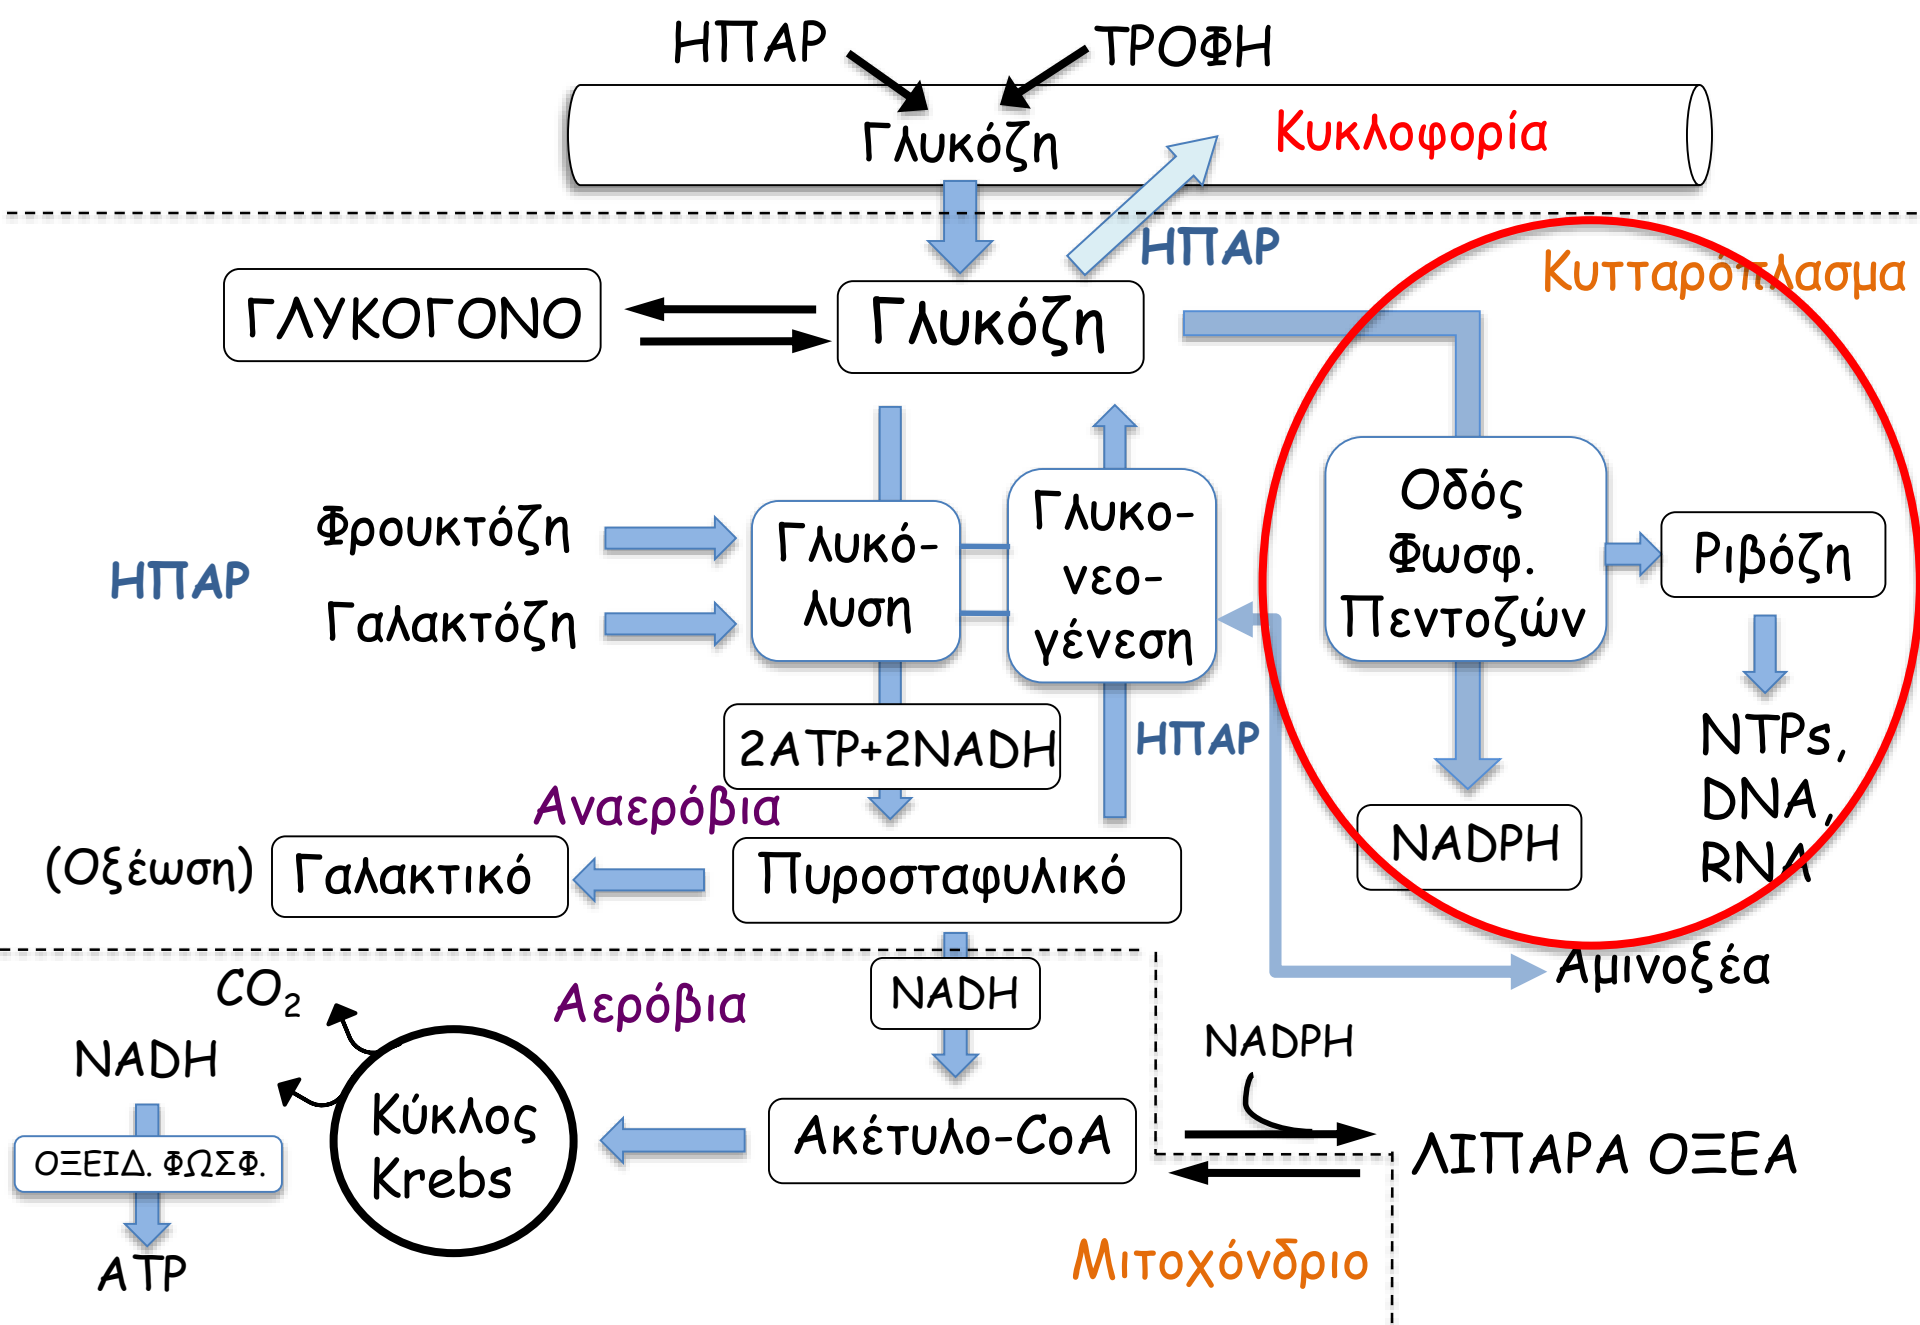 ΗΠΑΡ
ΤΡΟΦΗ
Γλυκόζη
Κυκλοφορία
ΗΠΑΡ
Κυτταρόπλασμα
ΓΛΥΚΟΓΟΝΟ
Γλυκόζη
Οδός
Φωσφ.
Πεντοζών
Ριβόζη
Φρουκτόζη
Γαλακτόζη
ΗΠΑΡ
Γλυκό-
λυση
Γλυκο-
νεο-
γένεση
2ATP+2NADH
ΗΠΑΡ
NTPs,
DNA,
RNA
NADPH
Αναερόβια
(Οξέωση)
Γαλακτικό
Πυροσταφυλικό
Αμινοξέα
CO2
Αερόβια
NADH
NADH
NADPH
Κύκλος
Krebs
Ακέτυλο-CoA
ΛΙΠΑΡΑ ΟΞΕΑ
ΟΞΕΙΔ. ΦΩΣΦ.
ATP
Μιτοχόνδριο